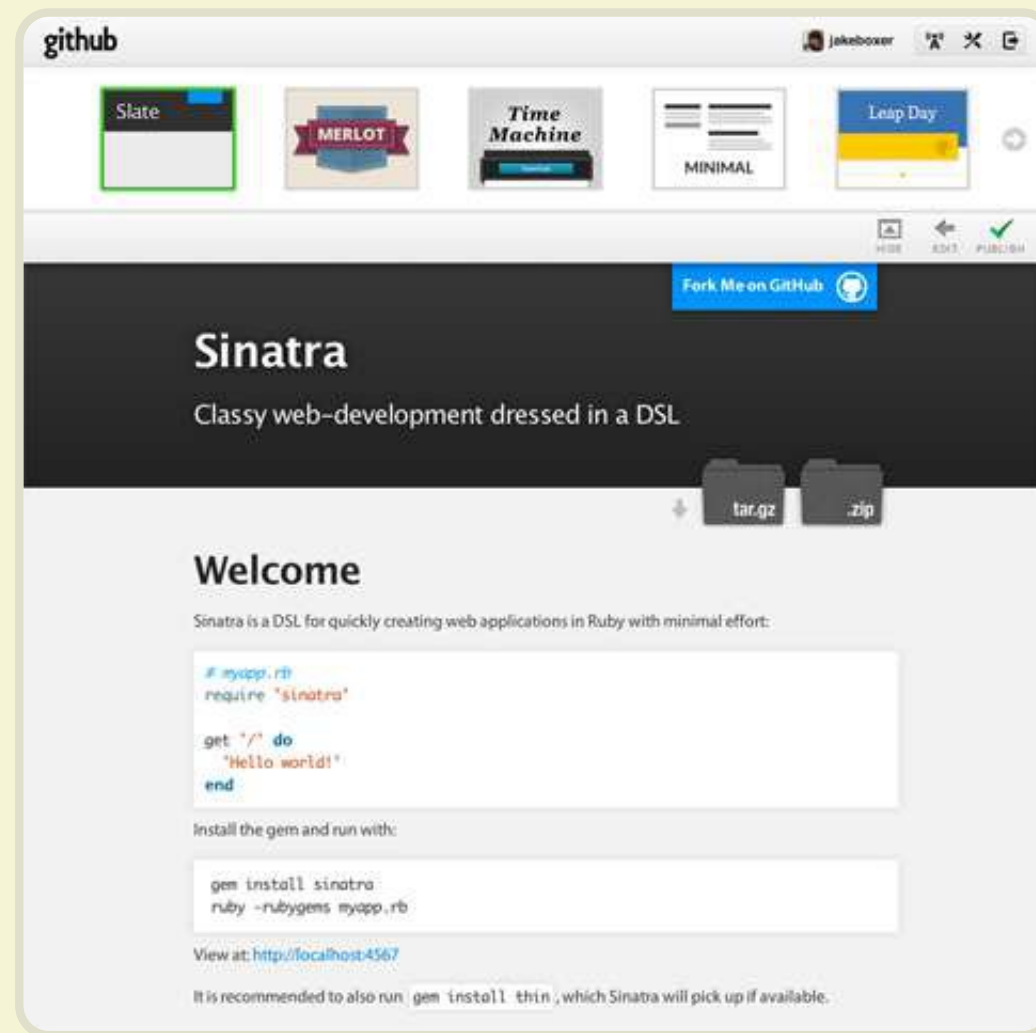 github
jakeboxer
Slate
MERLOT
Time
Machine
MINIMAL
Leap Day
HIDE EDIT PUBLISH
Fork Me on GitHub
Sinatra
Classy web-development dressed in a DSL
tar.gz .zip
Welcome
Sinatra is a DSL for quickly creating web applications in Ruby with minimal effort:
# myapp.rb
require 'sinatra'
get '/' do
'Hello world!'
end
Install the gem and run with:
gem install sinatra
ruby -rubygems myapp.rb
View at: http://localhost:4567
It is recommended to also run gem install thin, which Sinatra will pick up if available.